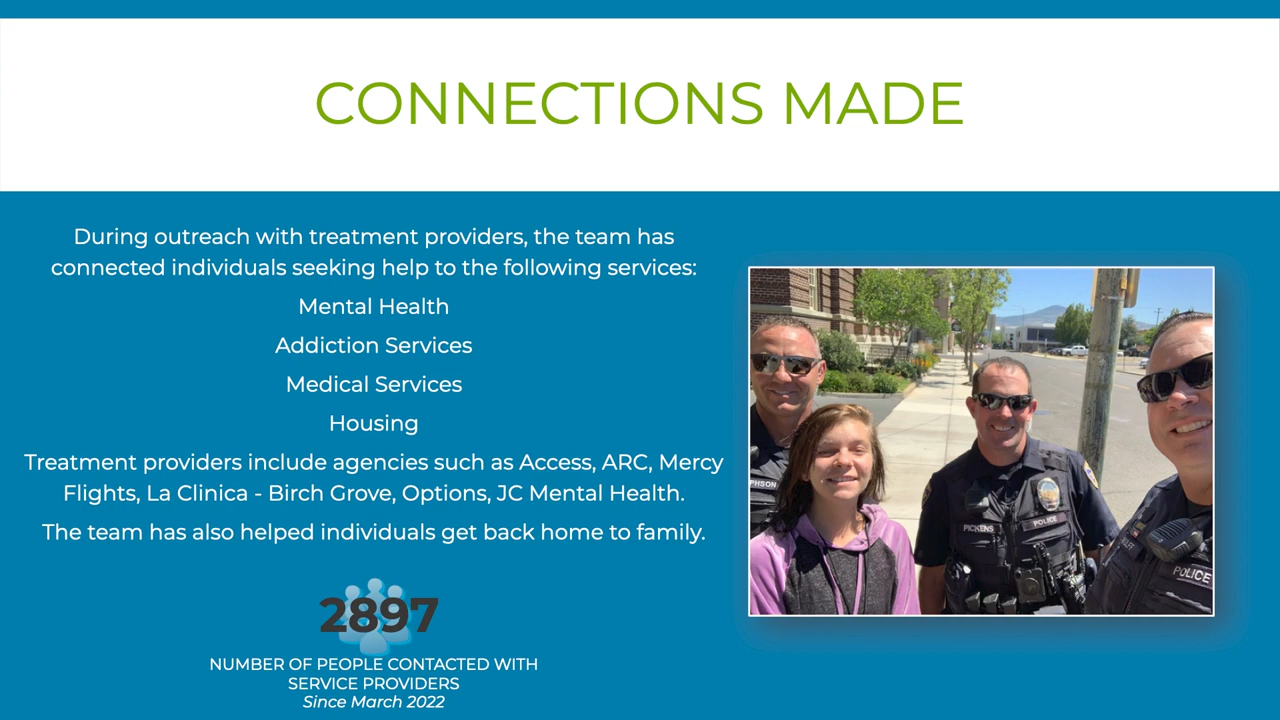 CONNECTIONS MADE
During outreach with treatment providers, the team has
connected individuals seeking help to the following services:
Mental Health
Addiction Services
Medical Services
Housing
Treatment providers include agencies such as Access, ARC, Mercy
Flights, La Clinica - Birch Grove, Options, JC Mental Health.
The team has also helped individuals get back home to family.
2897
NUMBER OF PEOPLE CONTACTED WITH
SERVICE PROVIDERS
Since March 2022
PHSON
PICKENS
POLICE
POLICE